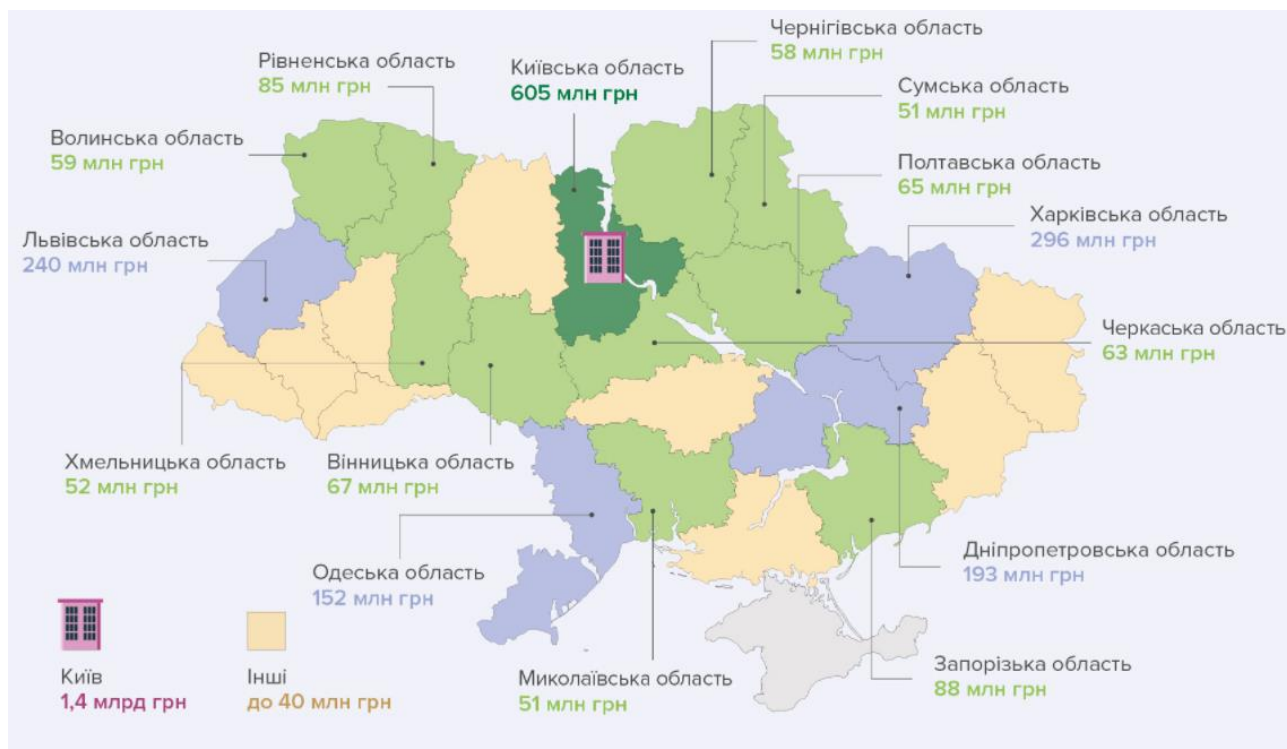 Чернігівська область
58 млн грн
Рівненська область
85 млн грн
Київська область
605 млн грн
Сумська область
51 млн грн
Волинська область
59 млн грн
Полтавська область
65 млн грн
Львівська область
240 млн грн
Харківська область
296 млн грн
Черкаська область
63 млн грн
Хмельницька область
52 млн грн
Вінницька область
67 млн грн
Одеська область
152 млн грн
Дніпропетровська область
193 млн грн
Миколаївська область
51 млн грн
Запорізька область
88 млн грн
Київ
1,4 млрд грн
Інші
до 40 млн грн